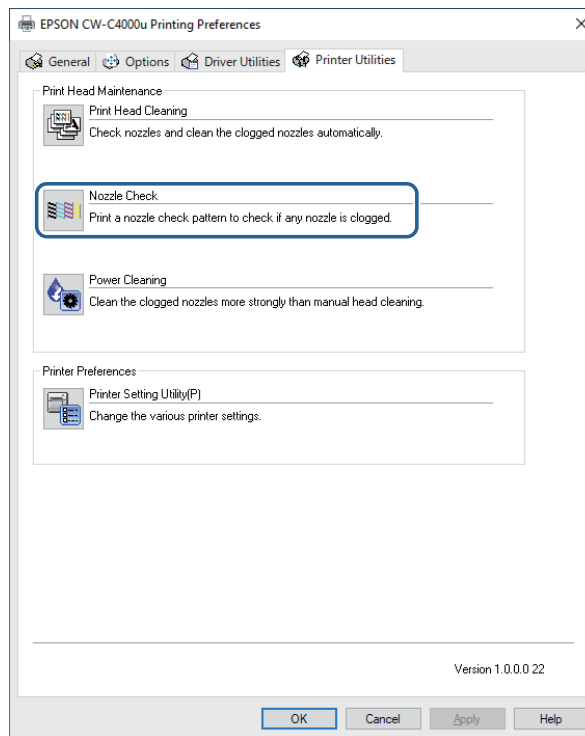 EPSON CW-C4000u Printing Preferences
General Options Driver Utilities Printer Utilities
Print Head Maintenance
Print Head Cleaning
Check nozzles and clean the clogged nozzles automatically.
Nozzle Check
Print a nozzle check pattern to check if any nozzle is clogged.
Power Cleaning
Clean the clogged nozzles more strongly than manual head cleaning.
Printer Preferences
Printer Setting Utility(P)
Change the various printer settings.
Version 1.0.0.0 22
OK Cancel Apply Help